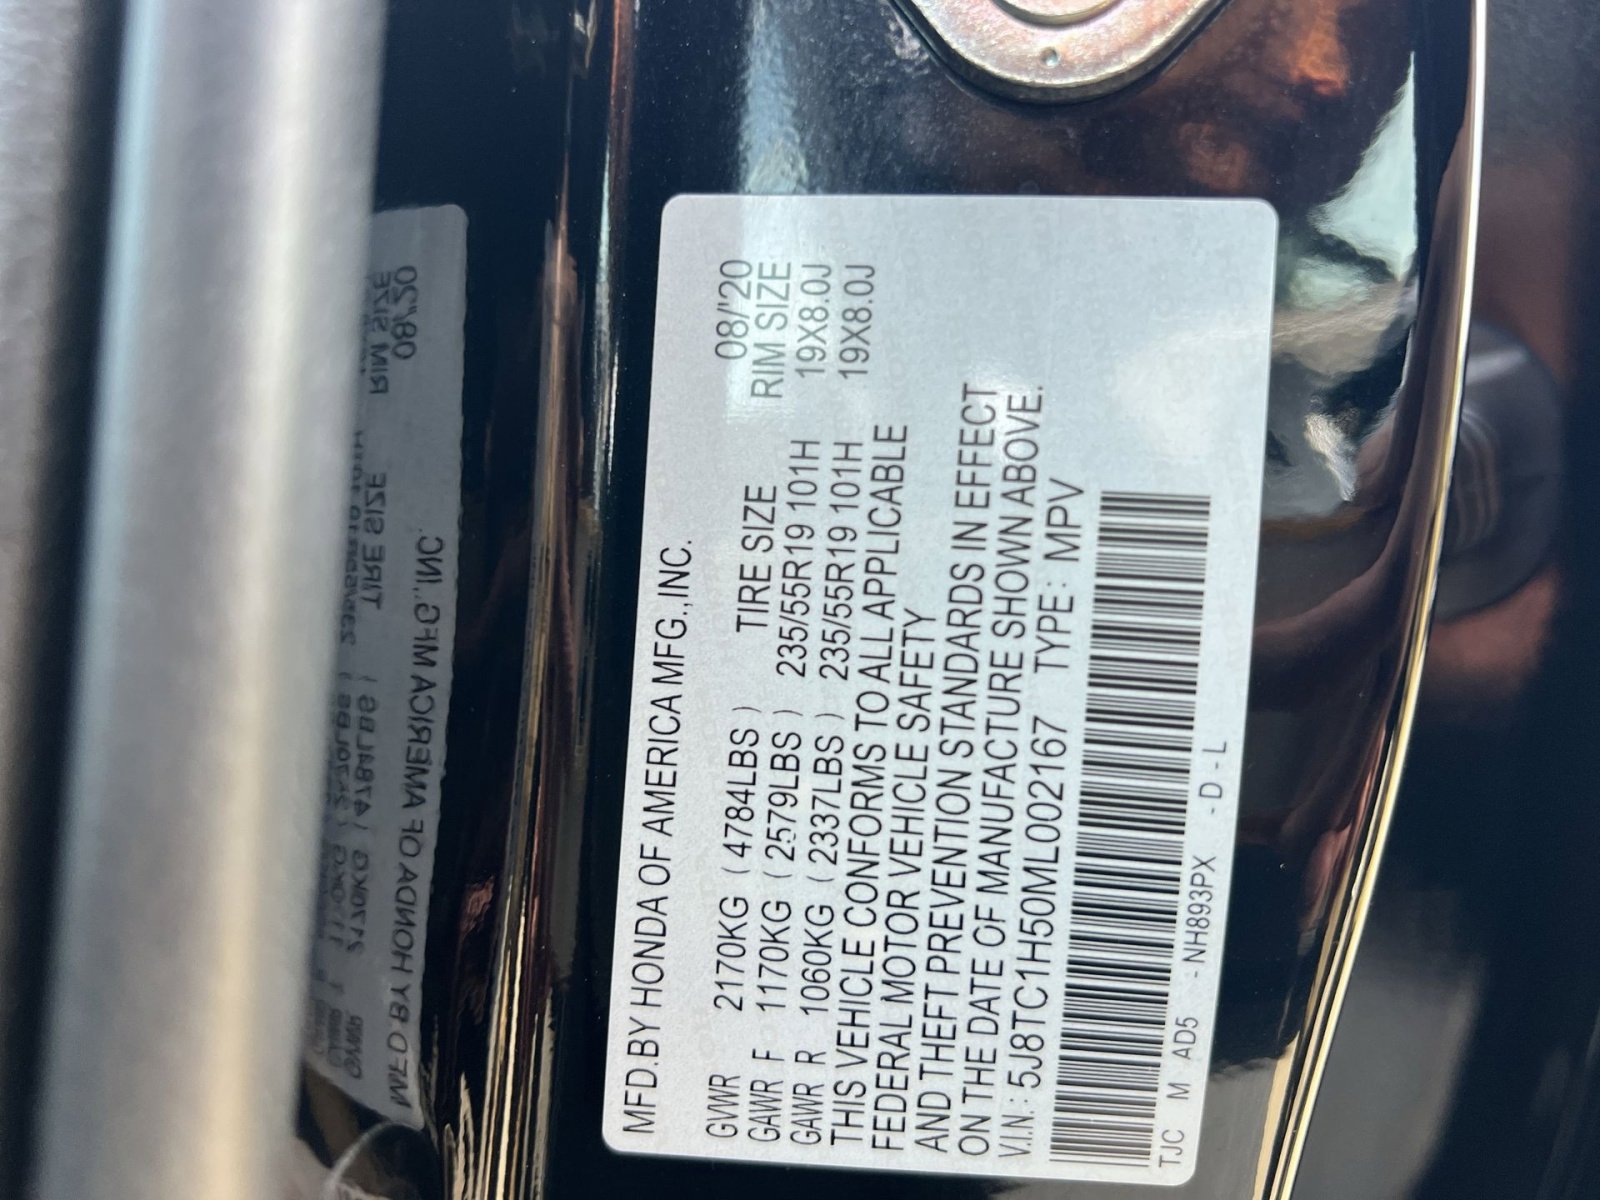 MFD.BY HONDA OF AMERICA MFG.,INC.
08/'20
GVWR 2170KG (4784LBS) TIRE SIZE RIM SIZE
GAWR F 1170KG (2579LBS) 235/55R19 101H 19X8.0J
GAWR R 1060KG (2337LBS) 235/55R19 101H 19X8.0J
THIS VEHICLE CONFORMS TO ALL APPLICABLE
FEDERAL MOTOR VEHICLE SAFETY
AND THEFT PREVENTION STANDARDS IN EFFECT
ON THE DATE OF MANUFACTURE SHOWN ABOVE.
V.I.N.: 5J8TC1H50ML002167 TYPE: MPV
TJC M AD5 -NH893PX -D-L